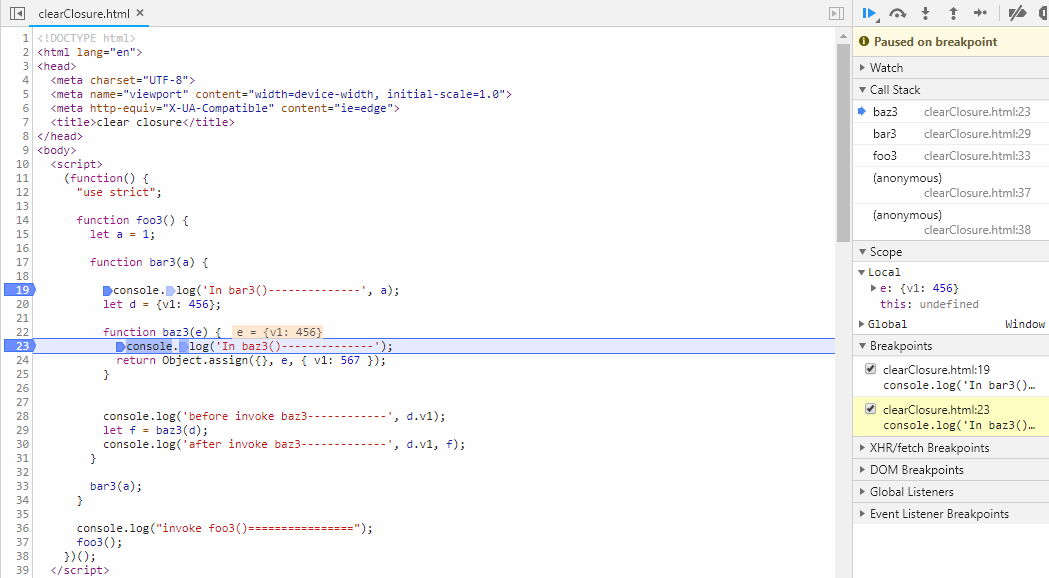 clearClosure.html ×
1 <!DOCTYPE html>
2 <html lang="en">
3 <head>
4 <meta charset="UTF-8">
5 <meta name="viewport" content="width=device-width, initial-scale=1.0">
6 <meta http-equiv="X-UA-Compatible" content="ie=edge">
7 <title>clear closure</title>
8 </head>
9 <body>
10 <script>
11 (function() {
12 "use strict";
13
14 function foo3() {
15 let a = 1;
16
17 function bar3(a) {
18
19 console.log('In bar3()--------------', a);
20 let d = {v1: 456};
21
22 function baz3(e) { e = {v1: 456}
23 console.log('In baz3()--------------');
24 return Object.assign({}, e, { v1: 567 });
25 }
26
27
28 console.log('before invoke baz3------------', d.v1);
29 let f = baz3(d);
30 console.log('after invoke baz3-------------', d.v1, f);
31 }
32
33 bar3(a);
34 }
35
36 console.log("invoke foo3()================");
37 foo3();
38 })();
39 </script>
Paused on breakpoint
Watch
Call Stack
baz3 clearClosure.html:23
bar3 clearClosure.html:29
foo3 clearClosure.html:33
(anonymous)
clearClosure.html:37
(anonymous)
clearClosure.html:38
Scope
Local
e: {v1: 456}
this: undefined
Global Window
Breakpoints
clearClosure.html:19
console.log('In bar3()…
clearClosure.html:23
console.log('In baz3()…
XHR/fetch Breakpoints
DOM Breakpoints
Global Listeners
Event Listener Breakpoints